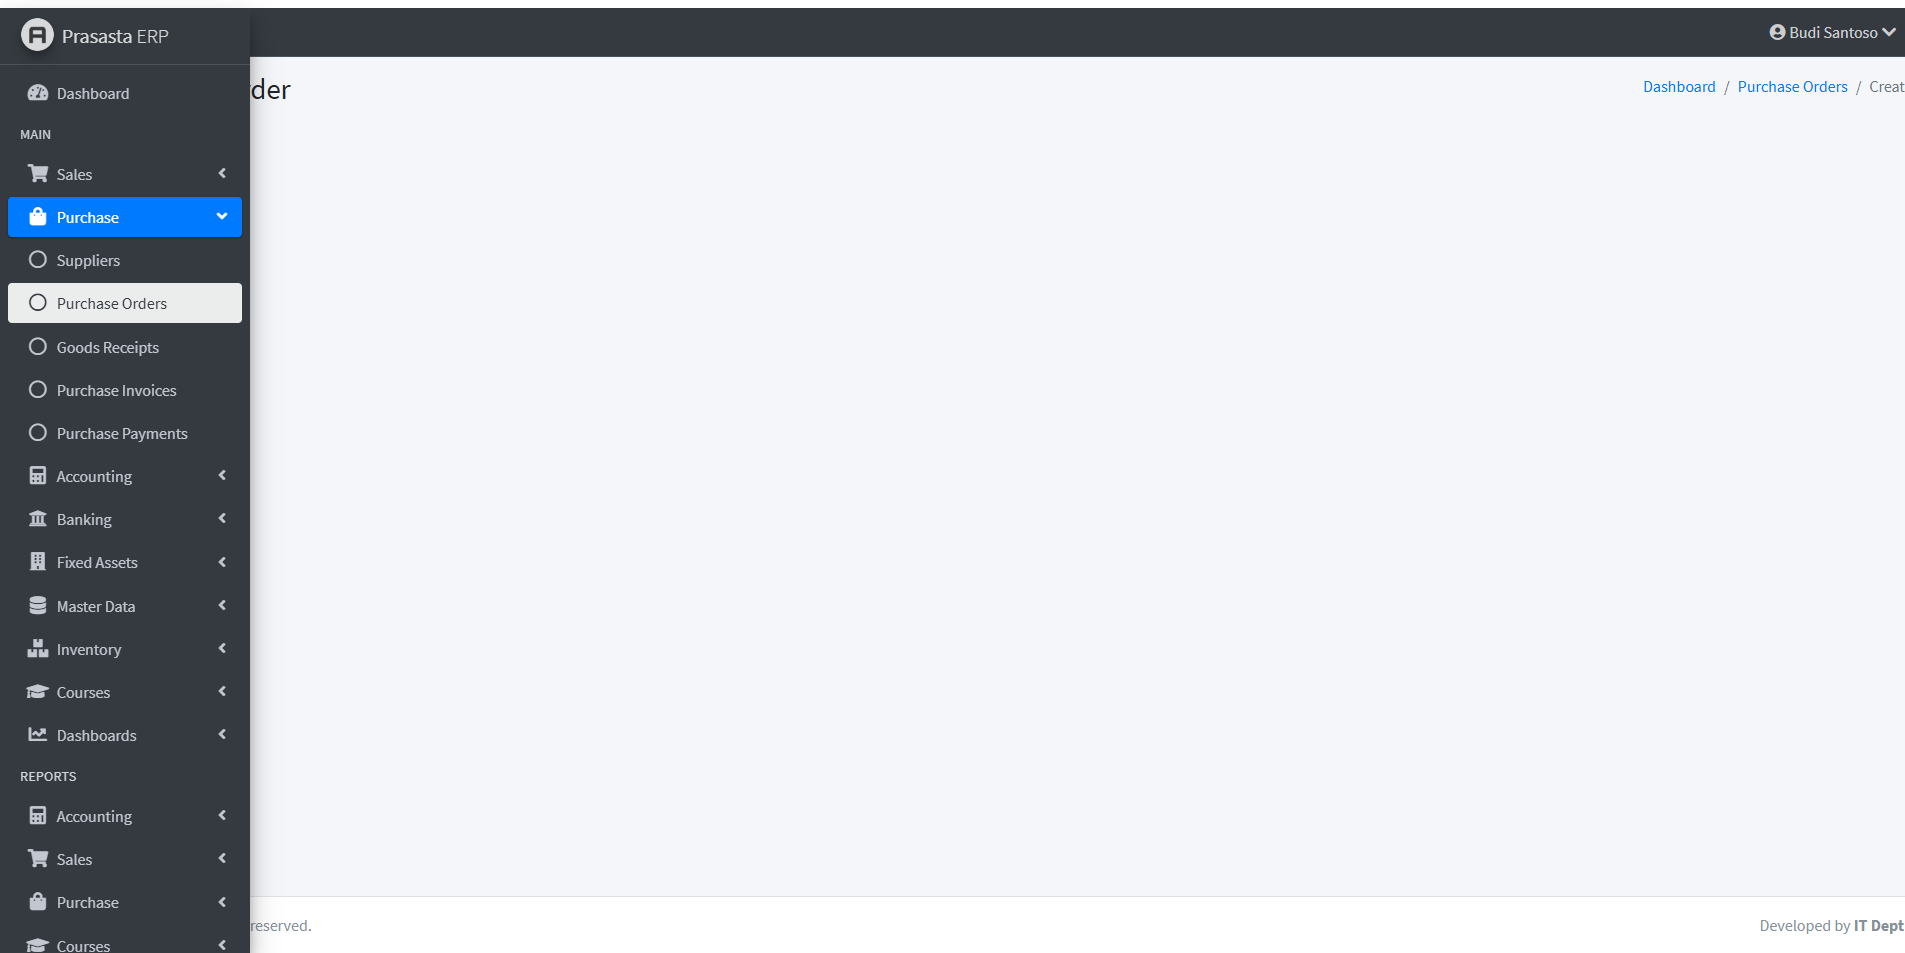 Prasasta ERP
Budi Santoso
Dashboard
MAIN
Sales
Purchase
Suppliers
Purchase Orders
Goods Receipts
Purchase Invoices
Purchase Payments
Accounting
Banking
Fixed Assets
Master Data
Inventory
Courses
Dashboards
REPORTS
Accounting
Sales
Purchase
Courses
der
Dashboard / Purchase Orders / Creat
reserved.
Developed by IT Dept